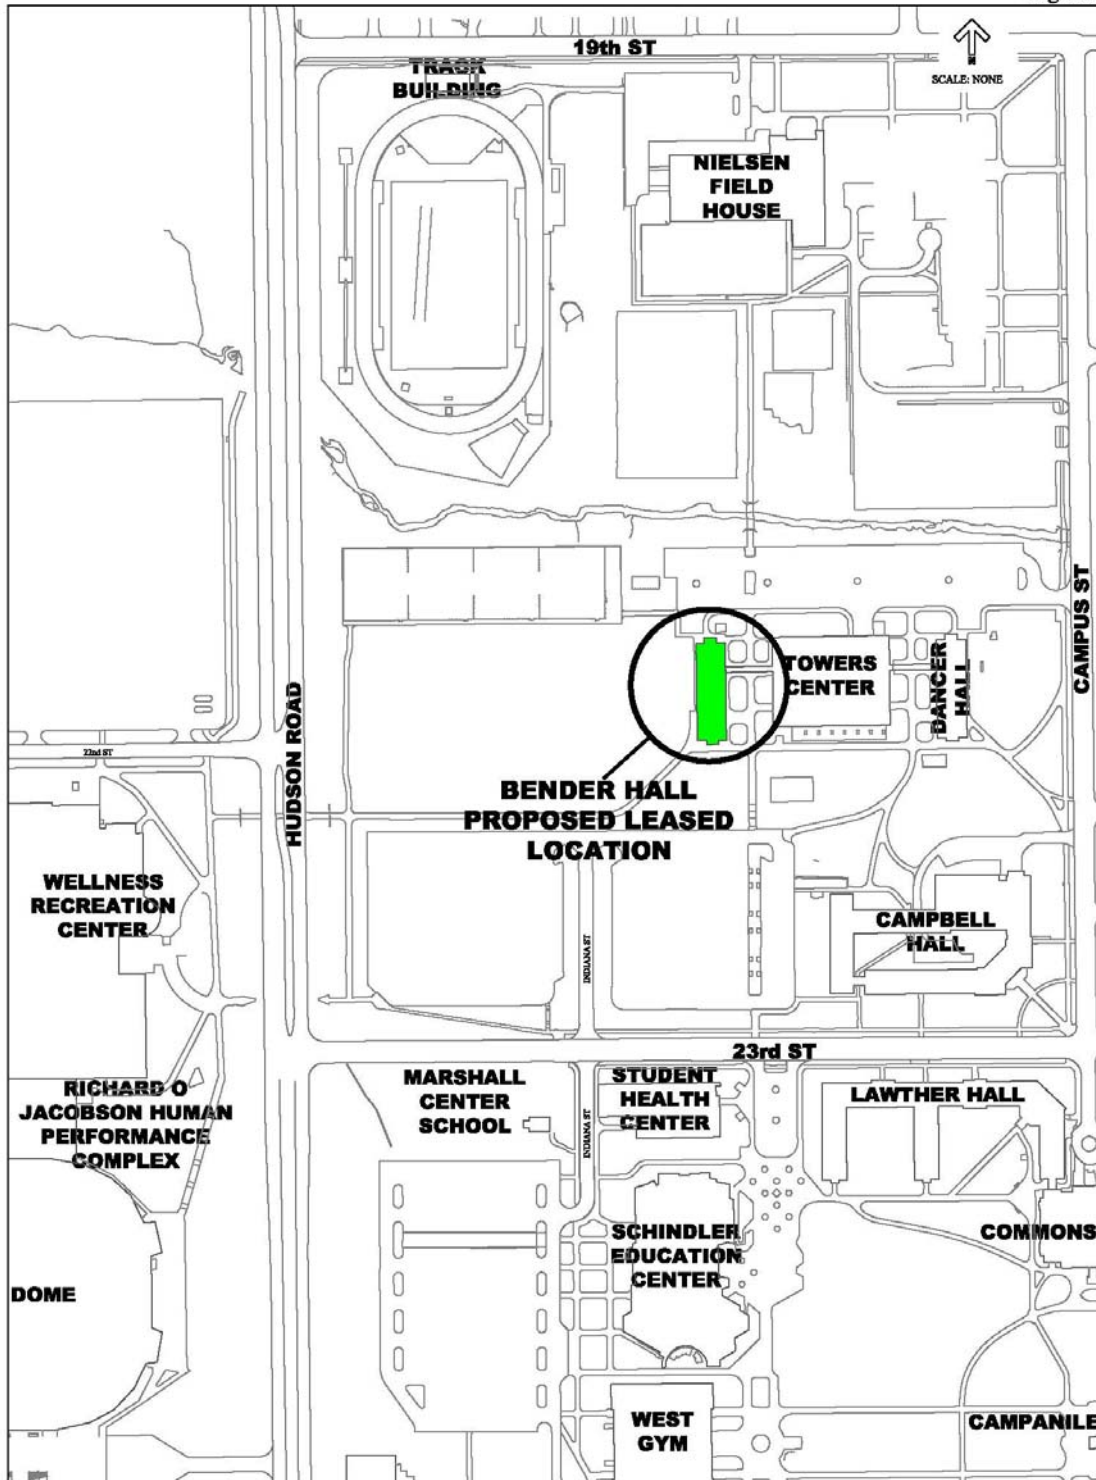 19th ST
N
SCALE: NONE
TRACK
BUILDING
NIELSEN
FIELD
HOUSE
CAMPUS ST
TOWERS
CENTER
DANCER
HALL
HUDSON ROAD
22nd ST
BENDER HALL
PROPOSED LEASED
LOCATION
WELLNESS
RECREATION
CENTER
CAMPBELL
HALL
INDIANA ST
23rd ST
RICHARD O
JACOBSON HUMAN
PERFORMANCE
COMPLEX
MARSHALL
CENTER
SCHOOL
STUDENT
HEALTH
CENTER
LAWTHER HALL
INDIANA ST
SCHINDLER
EDUCATION
CENTER
COMMONS
DOME
WEST
GYM
CAMPANILE